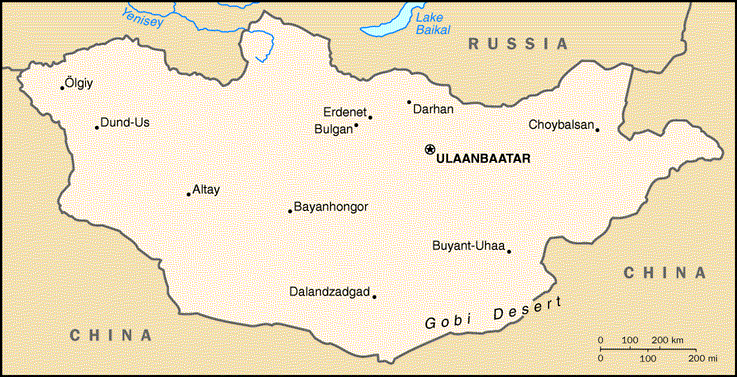 Yenisey
Lake
Baikal
RUSSIA
Ölgiy
Dund-Us
Erdenet
Bulgan
Darhan
Choybalsan
ULAANBAATAR
Altay
Bayanhongor
Buyant-Uhaa
Dalandzadgad
Gobi Desert
CHINA
CHINA
0 100 200 km
0 100 200 mi